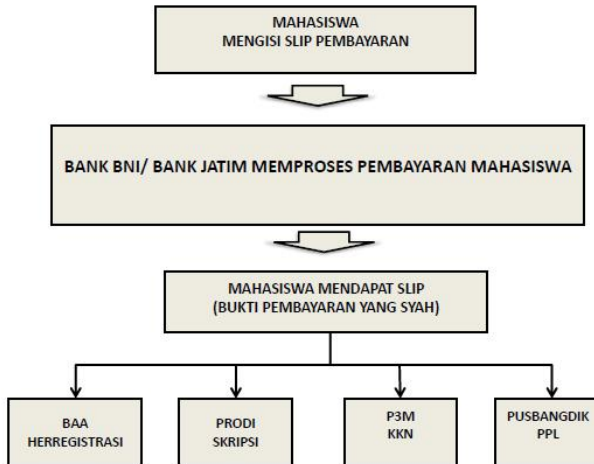 MAHASISWA
MENGISI SLIP PEMBAYARAN
BANK BNI/ BANK JATIM MEMPROSES PEMBAYARAN MAHASISWA
MAHASISWA MENDAPAT SLIP
(BUKTI PEMBAYARAN YANG SYAH)
BAA
HERREGISTRASI
PRODI
SKRIPSI
P3M
KKN
PUSBANGDIK
PPL